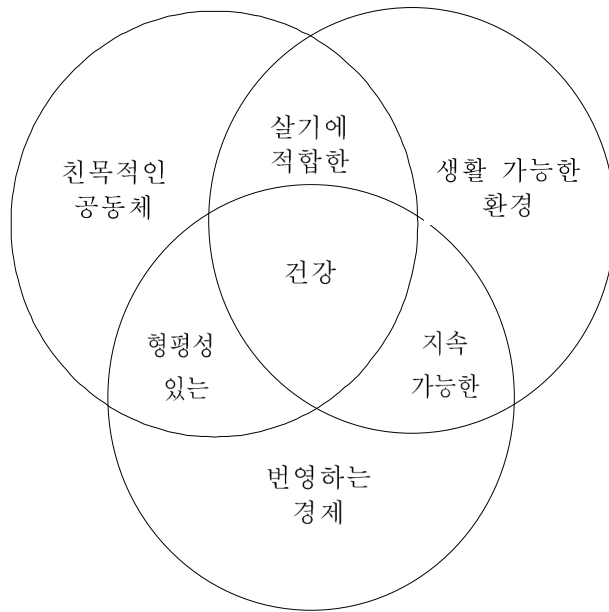 살기에
적합한
친목적인
공동체
생활 가능한
환경
건강
형평성
있는
지속
가능한
번영하는
경제